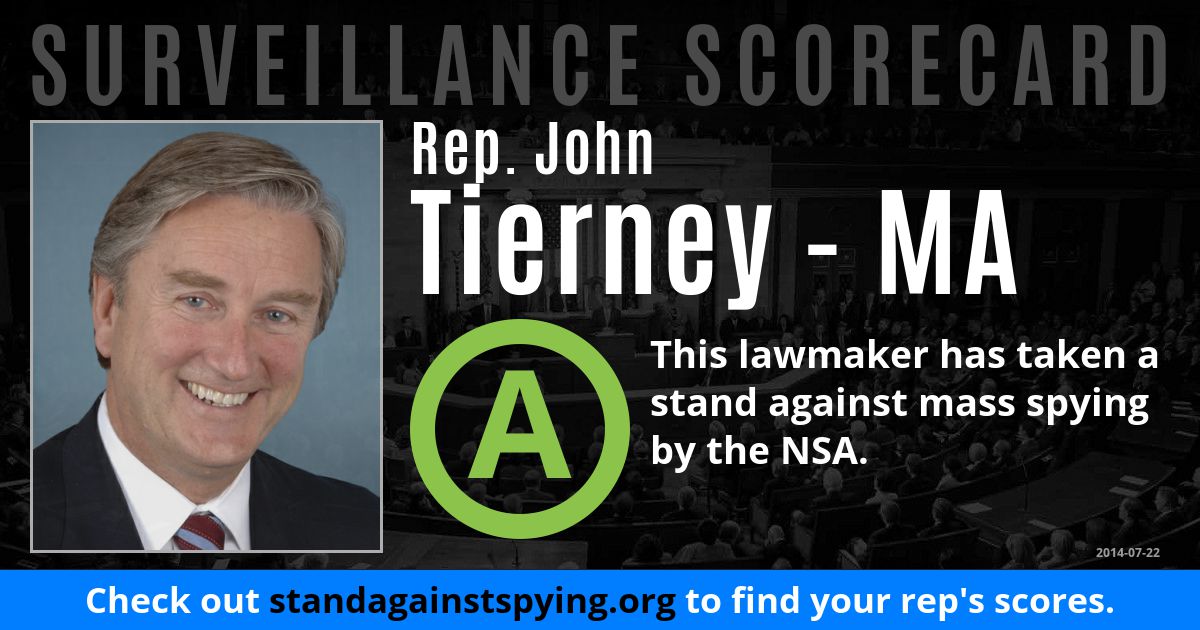 SURVEILLANCE SCORECARD
Rep. John
Tierney - MA
A
This lawmaker has taken a
stand against mass spying
by the NSA.
2014-07-22
Check out standagainstspying.org to find your rep's scores.